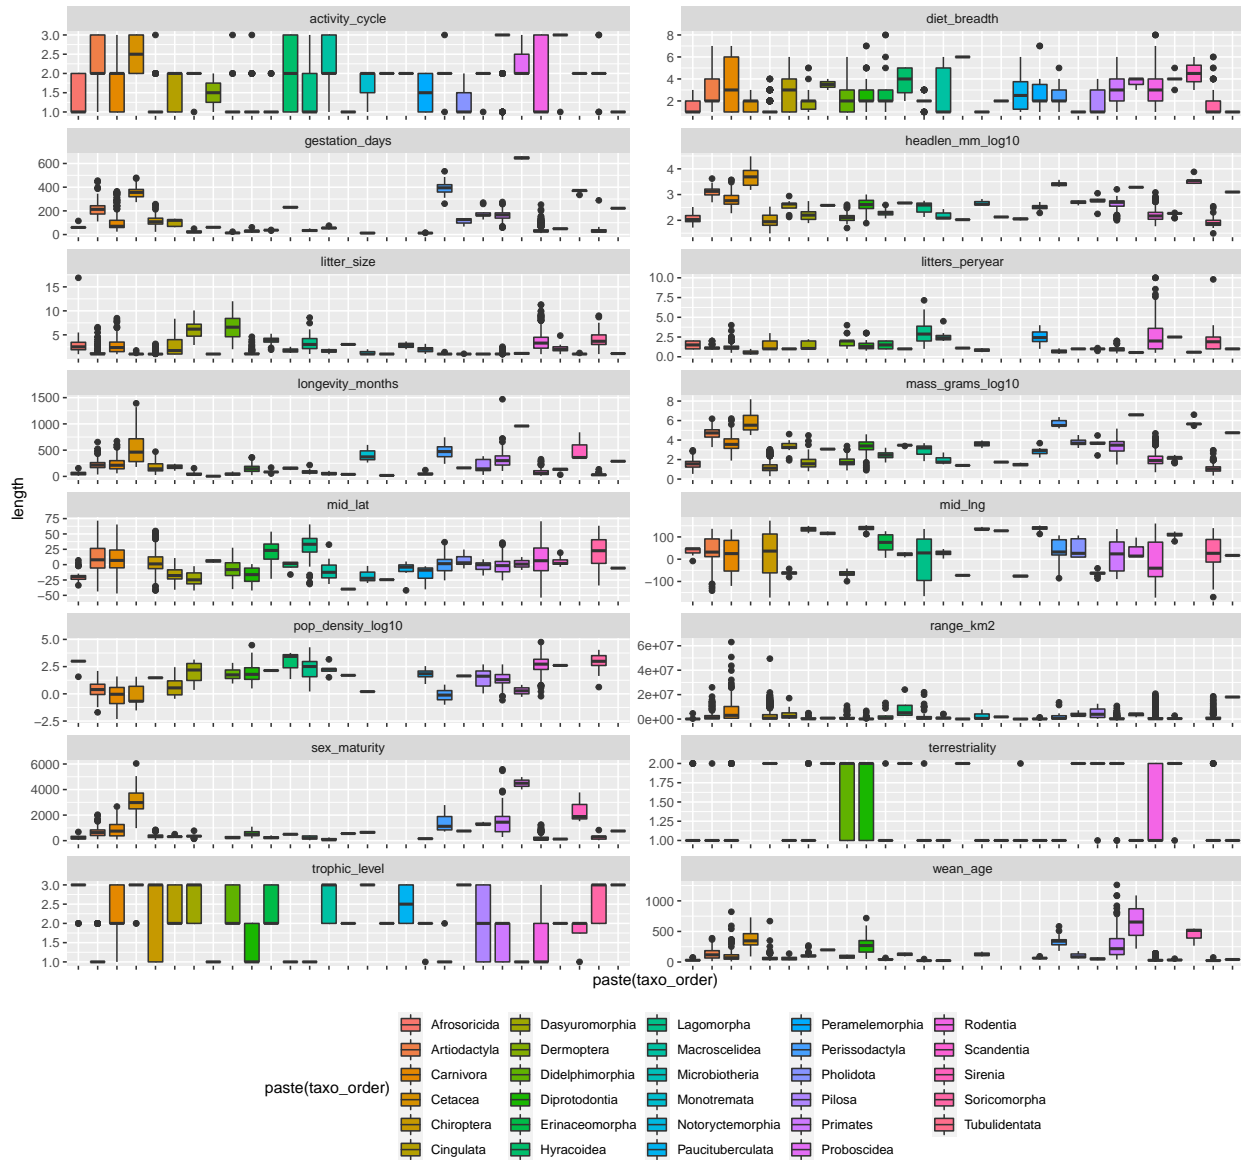 activity_cycle
3.0
2.5
2.0
1.5
1.0
diet_breadth
8
6
4
2
gestation_days
600
400
200
0
headlen_mm_log10
4
3
2
litter_size
15
10
5
litters_peryear
10.0
7.5
5.0
2.5
0.0
longevity_months
1500
1000
500
0
mass_grams_log10
8
6
4
2
0
mid_lat
75
50
25
0
−25
−50
mid_lng
100
0
−100
pop_density_log10
5.0
2.5
0.0
−2.5
range_km2
6e+07
4e+07
2e+07
0e+00
sex_maturity
6000
4000
2000
0
terrestriality
2.00
1.75
1.50
1.25
1.00
trophic_level
3.0
2.5
2.0
1.5
1.0
wean_age
1000
500
0
length
paste(taxo_order)
paste(taxo_order)
Afrosoricida
Artiodactyla
Carnivora
Cetacea
Chiroptera
Cingulata
Dasyuromorphia
Dermoptera
Didelphimorphia
Diprotodontia
Erinaceomorpha
Hyracoidea
Lagomorpha
Macroscelidea
Microbiotheria
Monotremata
Notoryctemorphia
Paucituberculata
Peramelemorphia
Perissodactyla
Pholidota
Pilosa
Primates
Proboscidea
Rodentia
Scandentia
Sirenia
Soricomorpha
Tubulidentata